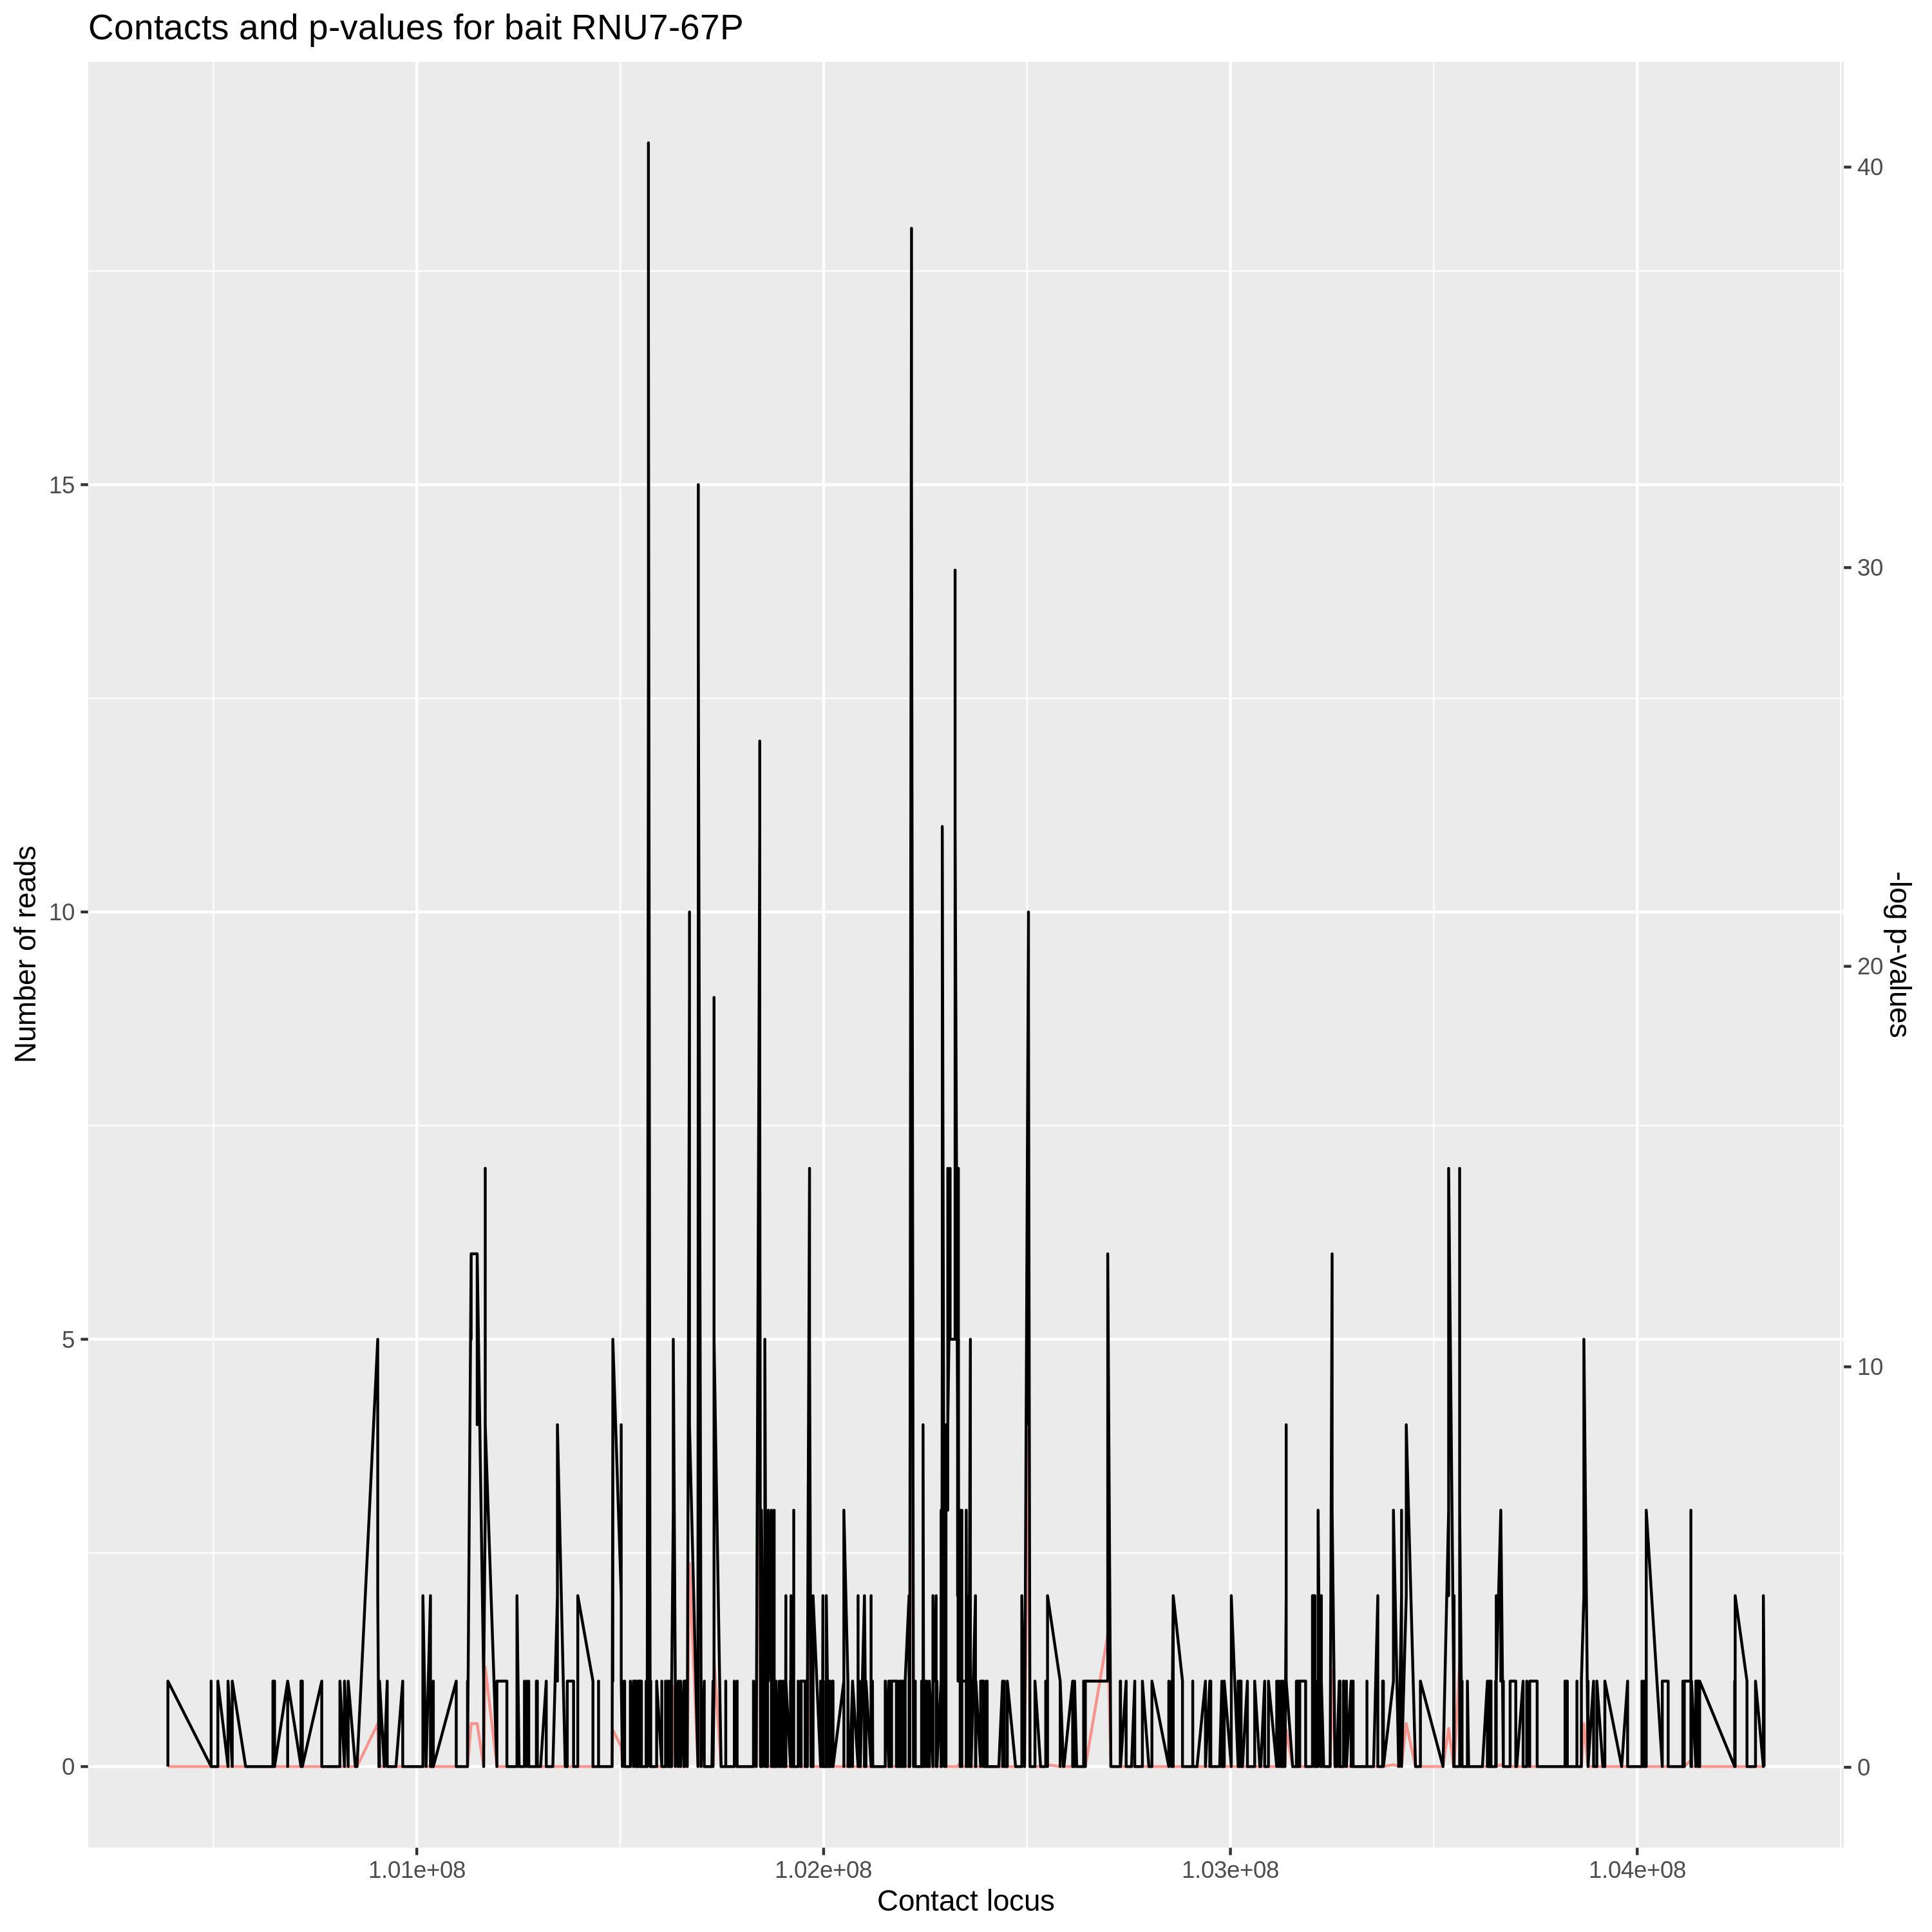 Contacts and p-values for bait RNU7-67P
Number of reads
15
10
5
0
40
30
20
10
0
-log p-values
1.01e+08
1.02e+08
1.03e+08
1.04e+08
Contact locus